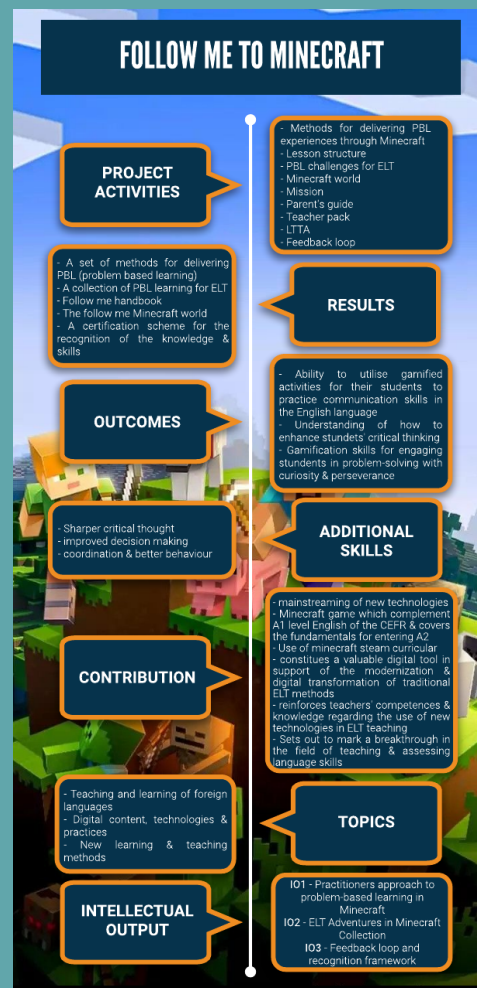 FOLLOW ME TO MINECRAFT
PROJECT
ACTIVITIES
- Methods for delivering PBL
experiences through Minecraft
- Lesson structure
- PBL challenges for ELT
- Minecraft world
- Mission
- Parent's guide
- Teacher pack
- LTTA
- Feedback loop
RESULTS
- A set of methods for delivering
PBL (problem based learning)
- A collection of PBL learning for ELT
- Follow me handbook
- The follow me Minecraft world
- A certification scheme for the
recognition of the knowledge &
skills
OUTCOMES
- Ability to utilise gamified
activities for their students to
practice communication skills in
the English language
- Understanding of how to
enhance stundets' critical thinking
- Gamification skills for engaging
stundents in problem-solving with
curiosity & perseverance
ADDITIONAL
SKILLS
- Sharper critical thought
- improved decision making
- coordination & better behaviour
CONTRIBUTION
- mainstreaming of new technologies
- Minecraft game which complement
A1 level English of the CEFR & covers
the fundamentals for entering A2
- Use of minecraft steam curricular
- constitues a valuable digital tool in
support of the modernization &
digital transformation of traditional
ELT methods
- reinforces teachers' competences &
knowledge regarding the use of new
technologies in ELT teaching
- Sets out to mark a breakthrough in
the field of teaching & assessing
language skills
TOPICS
- Teaching and learning of foreign
languages
- Digital content, technologies &
practices
- New learning & teaching
methods
INTELLECTUAL
OUTPUT
IO1 - Practitioners approach to
problem-based learning in
Minecraft
IO2 - ELT Adventures in Minecraft
Collection
IO3 - Feedback loop and
recognition framework